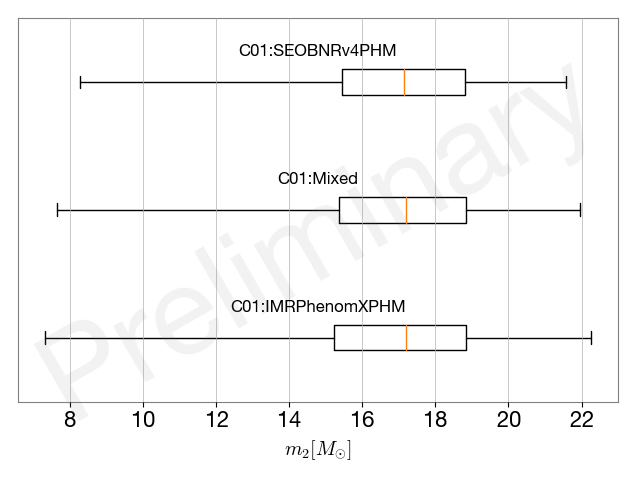 C01:SEOBNRv4PHM
C01:Mixed
C01:IMRPhenomXPHM
Preliminary
8 10 12 14 16 18 20 22
m₂[M☉]